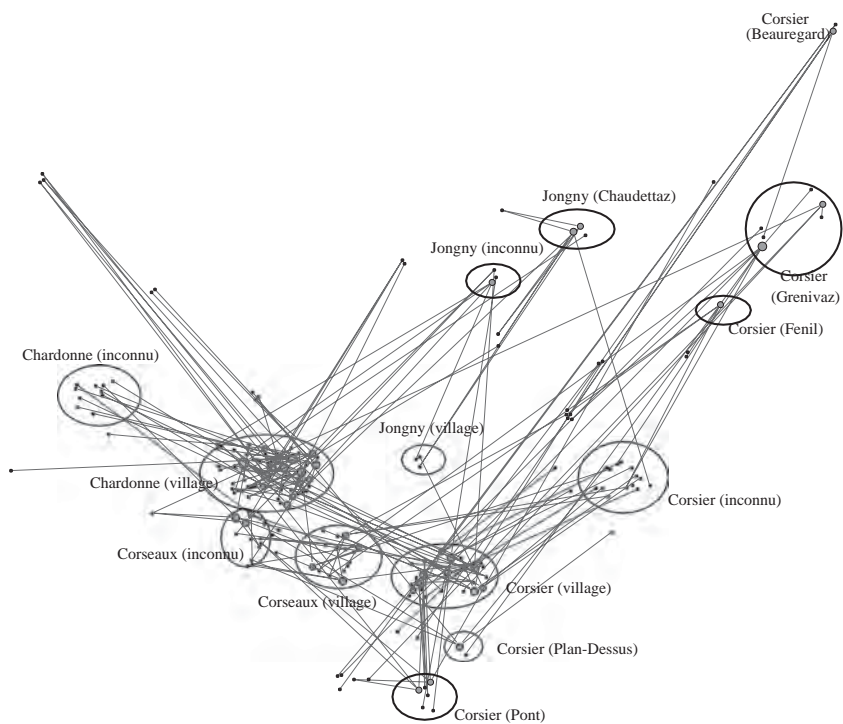 Corsier
(Beauregard)
Jongny (Chaudettaz)
Jongny (inconnu)
Corsier
(Grenivaz)
Corsier (Fenil)
Chardonne (inconnu)
Jongny (village)
Chardonne (village)
Corsier (inconnu)
Corseaux (inconnu)
Corsier (village)
Corseaux (village)
Corsier (Plan-Dessus)
Corsier (Pont)